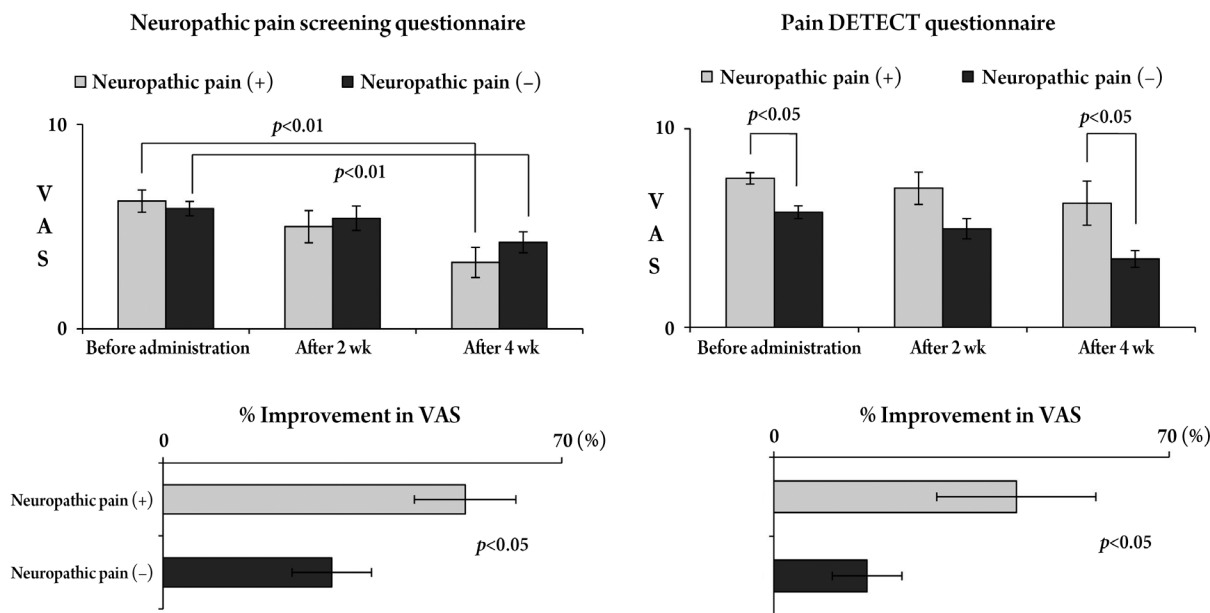 Neuropathic pain screening questionnaire
Neuropathic pain (+) Neuropathic pain (−)
10
p<0.01
p<0.01
V
A
S
0
Before administration After 2 wk After 4 wk
Pain DETECT questionnaire
Neuropathic pain (+) Neuropathic pain (−)
10
p<0.05 p<0.05
V
A
S
0
Before administration After 2 wk After 4 wk
% Improvement in VAS
0 70 (%)
Neuropathic pain (+)
p<0.05
Neuropathic pain (−)
% Improvement in VAS
0 70 (%)
p<0.05